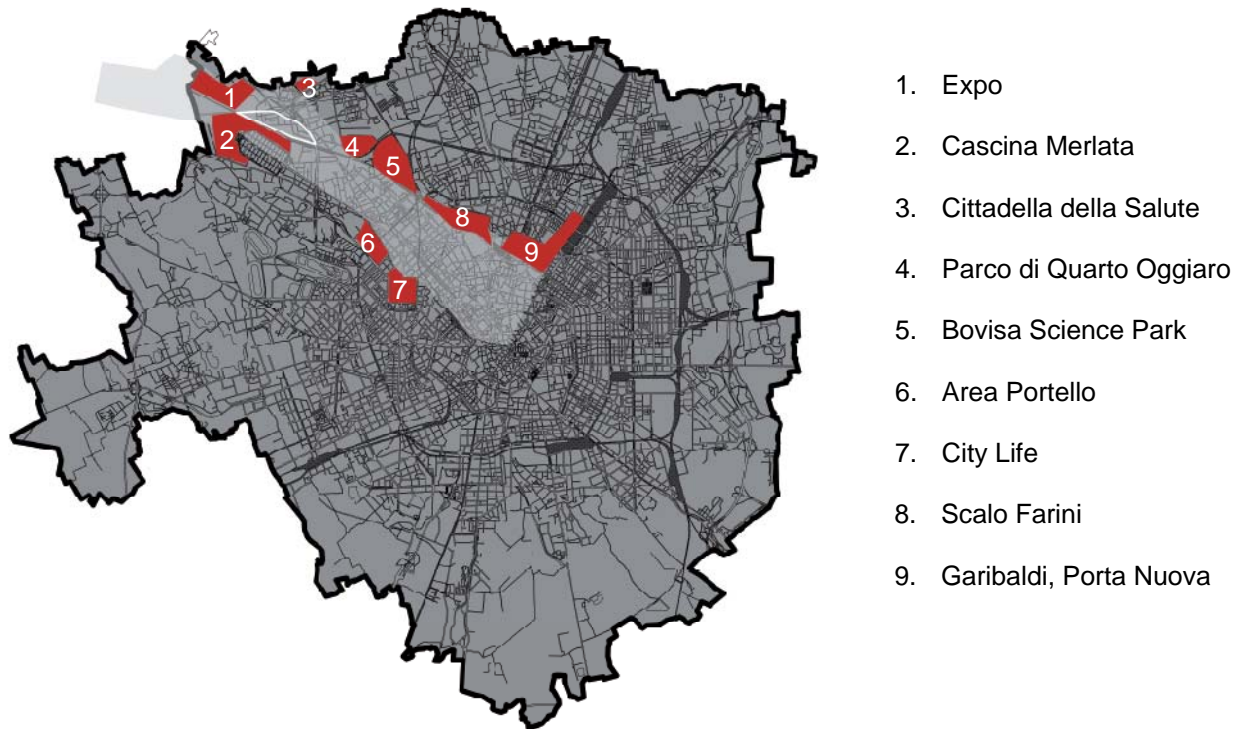 1
2
3
4
5
6
7
8
9
1. Expo
2. Cascina Merlata
3. Cittadella della Salute
4. Parco di Quarto Oggiaro
5. Bovisa Science Park
6. Area Portello
7. City Life
8. Scalo Farini
9. Garibaldi, Porta Nuova